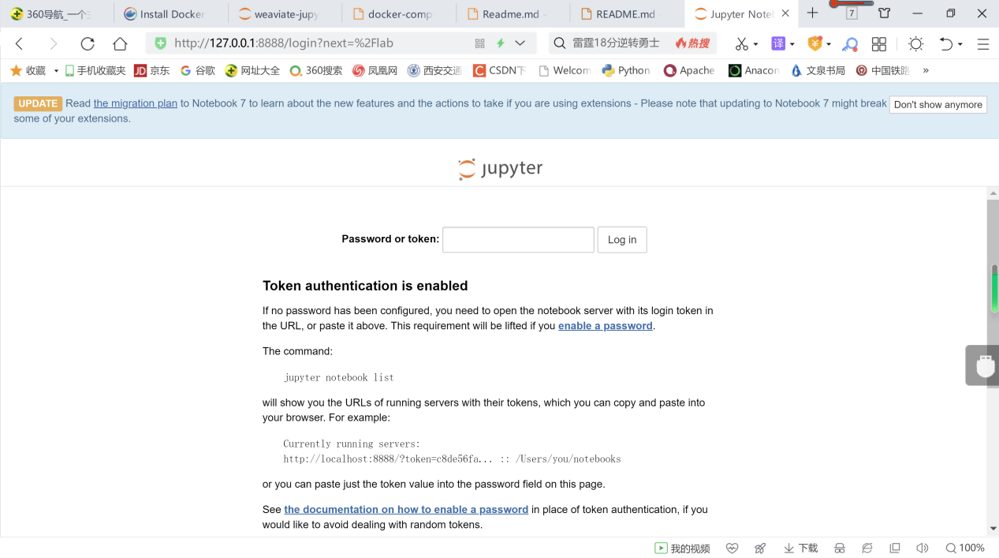 360导航_一个主
Install Docker
weaviate-jupy
docker-comp
Readme.md -
README.md -
Jupyter Note
7
http://127.0.0.1:8888/login?next=%2Flab
雷霆18分逆转勇士
热搜
译
收藏
手机收藏夹
JD 京东
谷歌
网址大全
360搜索
凤凰网
西安交通
C CSDN下
Welcom
Python
Apache
Anacon
文泉书局
中国铁路
»
UPDATE Read the migration plan to Notebook 7 to learn about the new features and the actions to take if you are using extensions - Please note that updating to Notebook 7 might break
some of your extensions.
Don't show anymore
jupyter
Password or token:
Log in
Token authentication is enabled
If no password has been configured, you need to open the notebook server with its login token in
the URL, or paste it above. This requirement will be lifted if you enable a password.
The command:
jupyter notebook list
will show you the URLs of running servers with their tokens, which you can copy and paste into
your browser. For example:
Currently running servers:
http://localhost:8888/?token=c8de56fa... :: /Users/you/notebooks
or you can paste just the token value into the password field on this page.
See the documentation on how to enable a password in place of token authentication, if you
would like to avoid dealing with random tokens.
我的视频
下载
100%